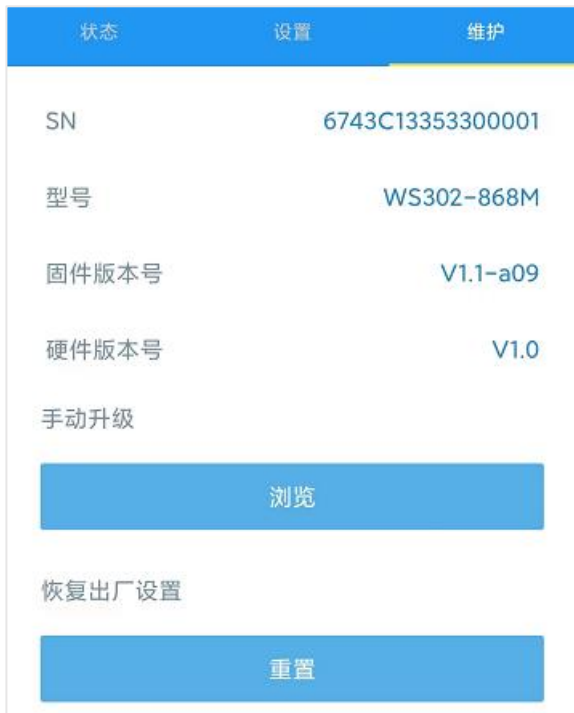 状态 设置 维护
SN 6743C13353300001
型号 WS302-868M
固件版本号 V1.1-a09
硬件版本号 V1.0
手动升级
浏览
恢复出厂设置
重置